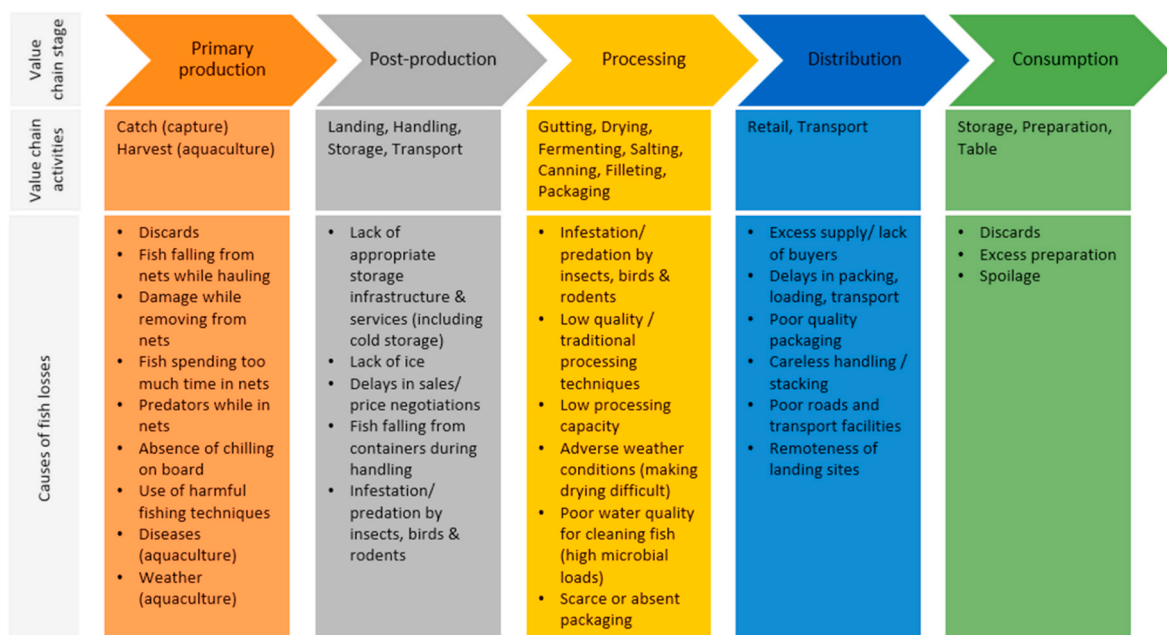 Value
chain stage
Primary
production
Post-production
Processing
Distribution
Consumption
Value chain
activities
Catch (capture)
Harvest (aquaculture)
Landing, Handling,
Storage, Transport
Gutting, Drying,
Fermenting, Salting,
Canning, Filleting,
Packaging
Retail, Transport
Storage, Preparation,
Table
Causes of fish losses
• Discards
• Fish falling from
nets while hauling
• Damage while
removing from
nets
• Fish spending too
much time in nets
• Predators while in
nets
• Absence of chilling
on board
• Use of harmful
fishing techniques
• Diseases
(aquaculture)
• Weather
(aquaculture)
• Lack of
appropriate
storage
infrastructure &
services (including
cold storage)
• Lack of ice
• Delays in sales/
price negotiations
• Fish falling from
containers during
handling
• Infestation/
predation by
insects, birds &
rodents
• Infestation/
predation by
insects, birds &
rodents
• Low quality /
traditional
processing
techniques
• Low processing
capacity
• Adverse weather
conditions (making
drying difficult)
• Poor water quality
for cleaning fish
(high microbial
loads)
• Scarce or absent
packaging
• Excess supply/ lack
of buyers
• Delays in packing,
loading, transport
• Poor quality
packaging
• Careless handling /
stacking
• Poor roads and
transport facilities
• Remoteness of
landing sites
• Discards
• Excess preparation
• Spoilage